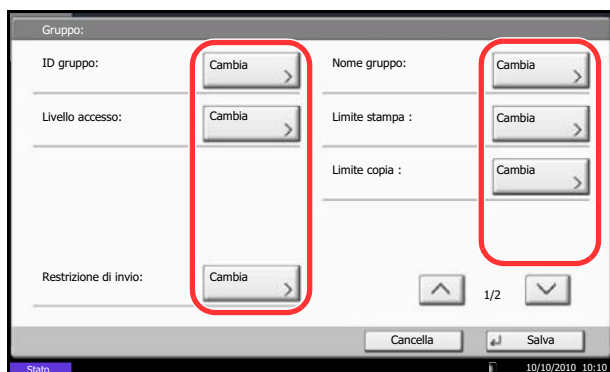 Gruppo:
ID gruppo: Cambia Nome gruppo: Cambia
Livello accesso: Cambia Limite stampa : Cambia
Limite copia : Cambia
Restrizione di invio: Cambia 1/2
Cancella Salva
Stato 10/10/2010 10:10